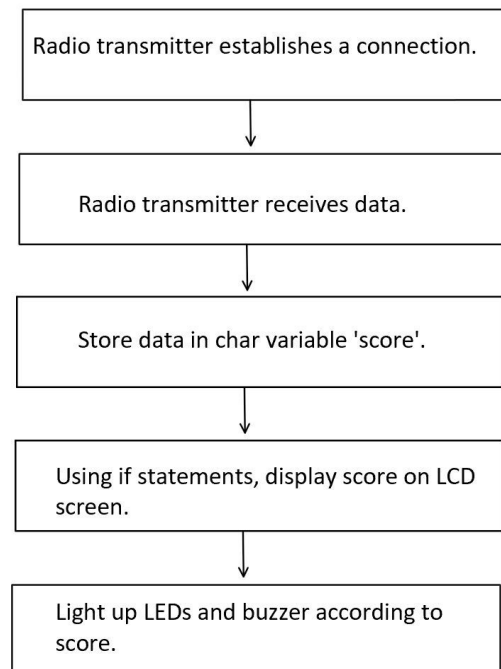 Radio transmitter establishes a connection.
Radio transmitter receives data.
Store data in char variable 'score'.
Using if statements, display score on LCD
screen.
Light up LEDs and buzzer according to
score.